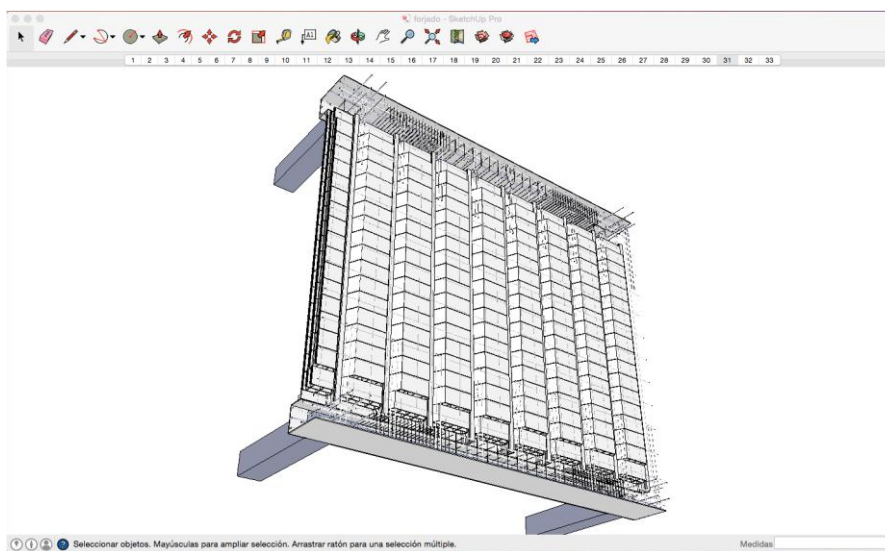 forjado - SketchUp Pro
A1
1 2 3 4 5 6 7 8 9 10 11 12 13 14 15 16 17 18 19 20 21 22 23 24 25 26 27 28 29 30 31 32 33
Seleccionar objetos. Mayúsculas para ampliar selección. Arrastrar ratón para una selección múltiple. Medidas